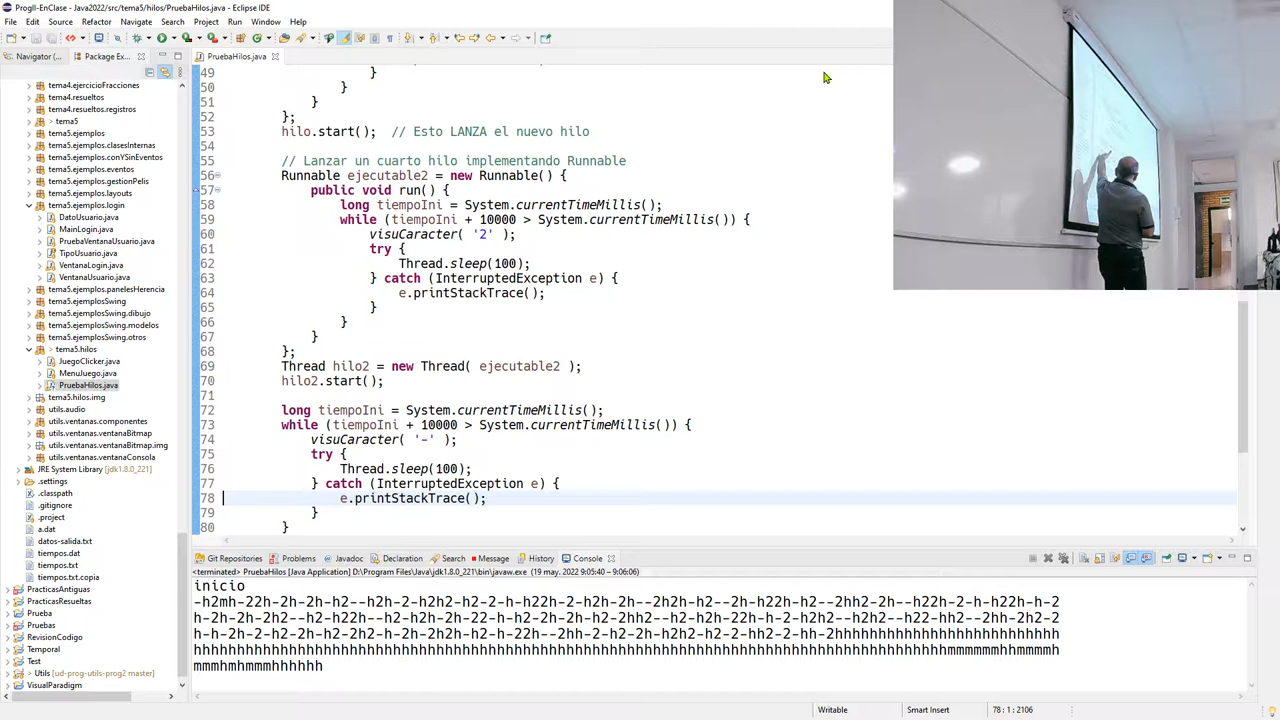 ProgII-EnClase - Java2022/src/tema5/hilos/PruebaHilos.java - Eclipse IDE
File Edit Source Refactor Navigate Search Project Run Window Help
Navigator (... Package Ex... PruebaHilos.java
tema4.ejercicioFracciones
tema4.resueltos
tema4.resueltos.registros
tema5
tema5.ejemplos
tema5.ejemplos.clasesInternas
tema5.ejemplos.conYSinEventos
tema5.ejemplos.eventos
tema5.ejemplos.gestionPelis
tema5.ejemplos.layouts
tema5.ejemplos.login
DatoUsuario.java
MainLogin.java
PruebaVentanaUsuario.java
TipoUsuario.java
VentanaLogin.java
VentanaUsuario.java
tema5.ejemplos.panelesHerencia
tema5.ejemplosSwing
tema5.ejemplosSwing.dibujo
tema5.ejemplosSwing.modelos
tema5.ejemplosSwing.otros
tema5.hilos
JuegoClicker.java
MenuJuego.java
PruebaHilos.java
tema5.hilos.img
utils.audio
utils.ventanas.componentes
utils.ventanas.ventanaBitmap
utils.ventanas.ventanaBitmap.img
utils.ventanas.ventanaConsola
JRE System Library [jdk1.8.0_221]
.settings
.classpath
.gitignore
.project
a.dat
datos-salida.txt
tiempos.dat
tiempos.txt
tiempos.txt.copia
PracticasAntiguas
PracticasResueltas
Prueba
Pruebas
RevisionCodigo
Temporal
Test
Utils [ud-prog-utils-prog2 master]
VisualParadigm
49 }
50 }
51 }
52 };
53 hilo.start(); // Esto LANZA el nuevo hilo
54
55 // Lanzar un cuarto hilo implementando Runnable
56 Runnable ejecutable2 = new Runnable() {
57 public void run() {
58 long tiempoIni = System.currentTimeMillis();
59 while (tiempoIni + 10000 > System.currentTimeMillis()) {
60 visuCaracter( '2' );
61 try {
62 Thread.sleep(100);
63 } catch (InterruptedException e) {
64 e.printStackTrace();
65 }
66 }
67 }
68 };
69 Thread hilo2 = new Thread( ejecutable2 );
70 hilo2.start();
71
72 long tiempoIni = System.currentTimeMillis();
73 while (tiempoIni + 10000 > System.currentTimeMillis()) {
74 visuCaracter( '-' );
75 try {
76 Thread.sleep(100);
77 } catch (InterruptedException e) {
78 e.printStackTrace();
79 }
80 }
Git Repositories Problems Javadoc Declaration Search Message History Console
<terminated> PruebaHilos [Java Application] D:\Program Files\Java\jdk1.8.0_221\bin\javaw.exe (19 may. 2022 9:05:40 – 9:06:06)
inicio
mmmhmhmmmhhhhhh
Writable Smart Insert 78 : 1 : 2106